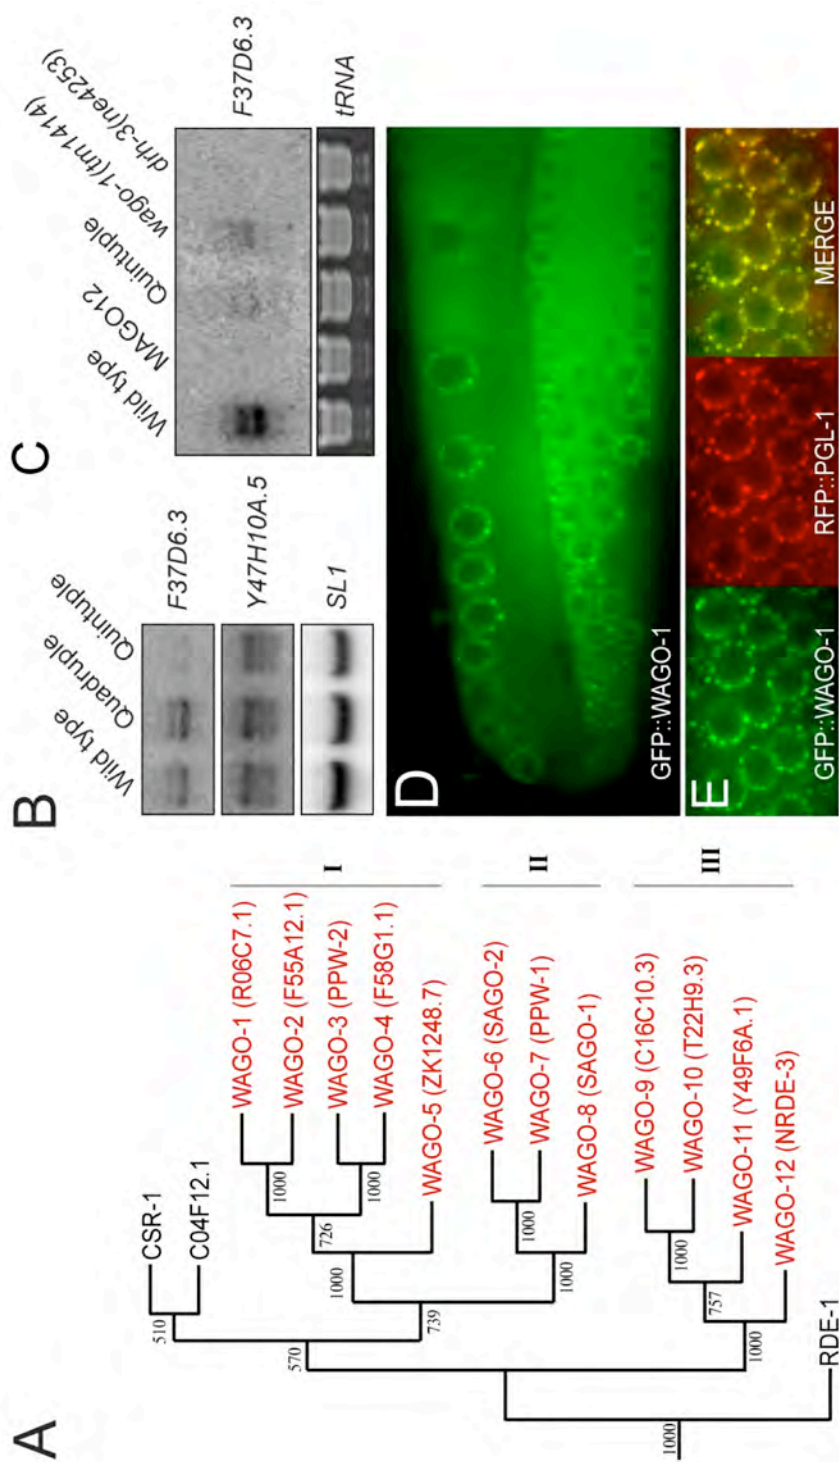 A
CSR-1
C04F12.1
WAGO-1 (R06C7.1)
WAGO-2 (F55A12.1)
WAGO-3 (PPW-2)
WAGO-4 (F58G1.1)
WAGO-5 (ZK1248.7)
WAGO-6 (SAGO-2)
WAGO-7 (PPW-1)
WAGO-8 (SAGO-1)
WAGO-9 (C16C10.3)
WAGO-10 (T22H9.3)
WAGO-11 (Y49F6A.1)
WAGO-12 (NRDE-3)
RDE-1
I
II
III
510
570
1000
726
1000
1000
739
1000
1000
1000
757
1000
1000
B
Wild type
Quadruple
Quintuple
F37D6.3
Y47H10A.5
SL1
C
Wild type
MAGO12
Quintuple
wago-1(tm1414)
drh-3(ne4253)
F37D6.3
tRNA
D
GFP::WAGO-1
E
GFP::WAGO-1
RFP::PGL-1
MERGE